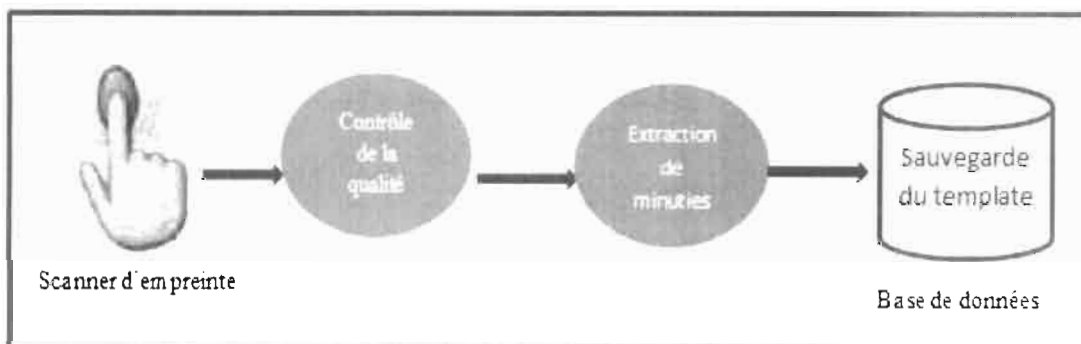 Contrôle
de la
qualité
Extraction
de
minuties
Sauvegarde
du template
Scanner d'empreinte
Base de données